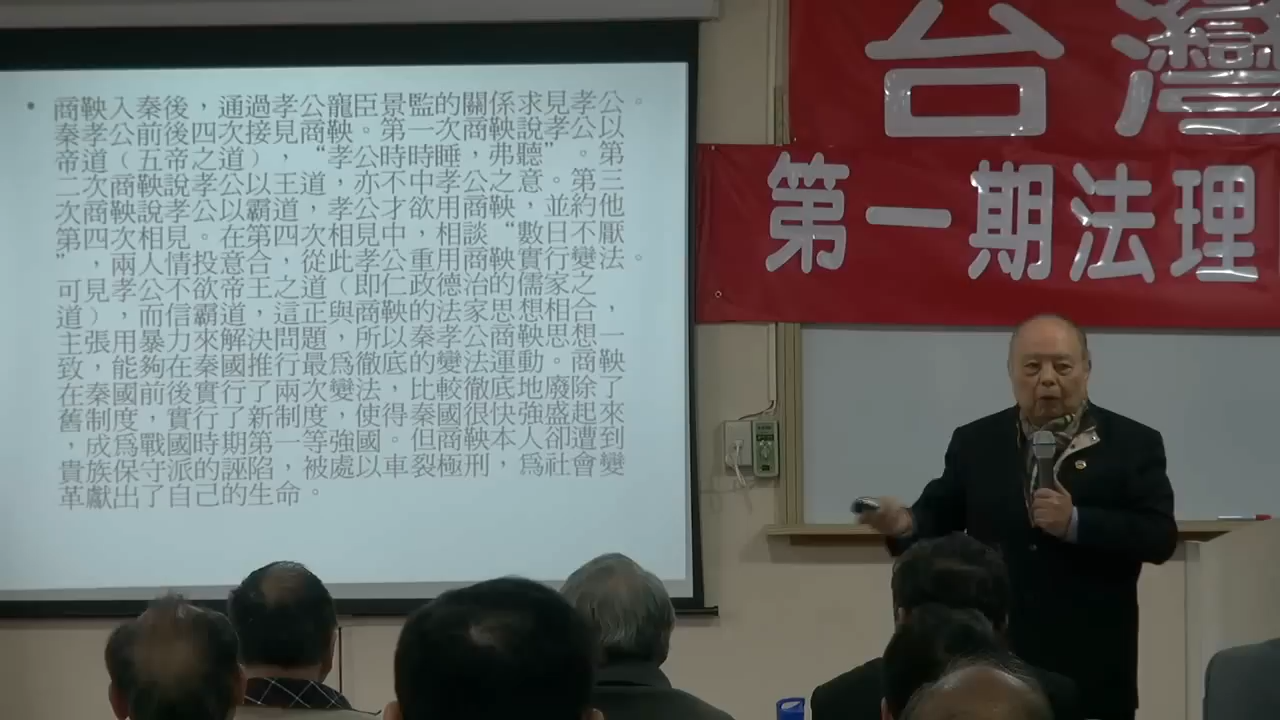 • 商鞅入秦後，通過孝公寵臣景監的關係求見孝公。
秦孝公前後四次接見商鞅。第一次商鞅說孝公以
帝道（五帝之道），“孝公時時睡，弗聽”。第
二次商鞅說孝公以王道，亦不中孝公之意。第三
次商鞅說孝公以霸道，孝公才欲用商鞅，並約他
第四次相見。在第四次相見中，相談“數日不厭
”，兩人情投意合，從此孝公重用商鞅實行變法。
可見孝公不欲帝王之道（即仁政德治的儒家之
道），而信霸道，這正與商鞅的法家思想相合，
主張用暴力來解決問題，所以秦孝公商鞅思想一
致，能夠在秦國推行最爲徹底的變法運動。商鞅
在秦國前後實行了兩次變法，比較徹底地廢除了
舊制度，實行了新制度，使得秦國很快強盛起來
，成爲戰國時期第一等強國。但商鞅本人卻遭到
貴族保守派的誣陷，被處以車裂極刑，爲社會變
革獻出了自己的生命。
台灣
第一期法理